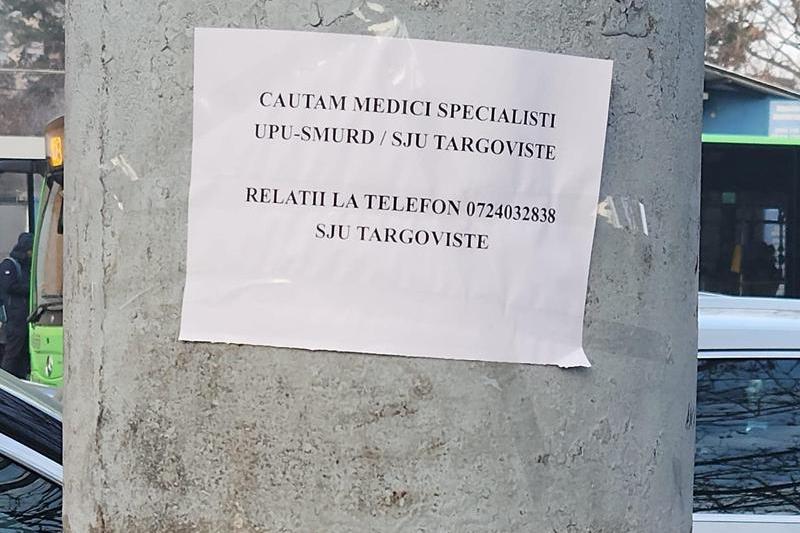 CAUTAM MEDICI SPECIALISTI
UPU-SMURD / SJU TARGOVISTE
RELATII LA TELEFON 0724032838
SJU TARGOVISTE